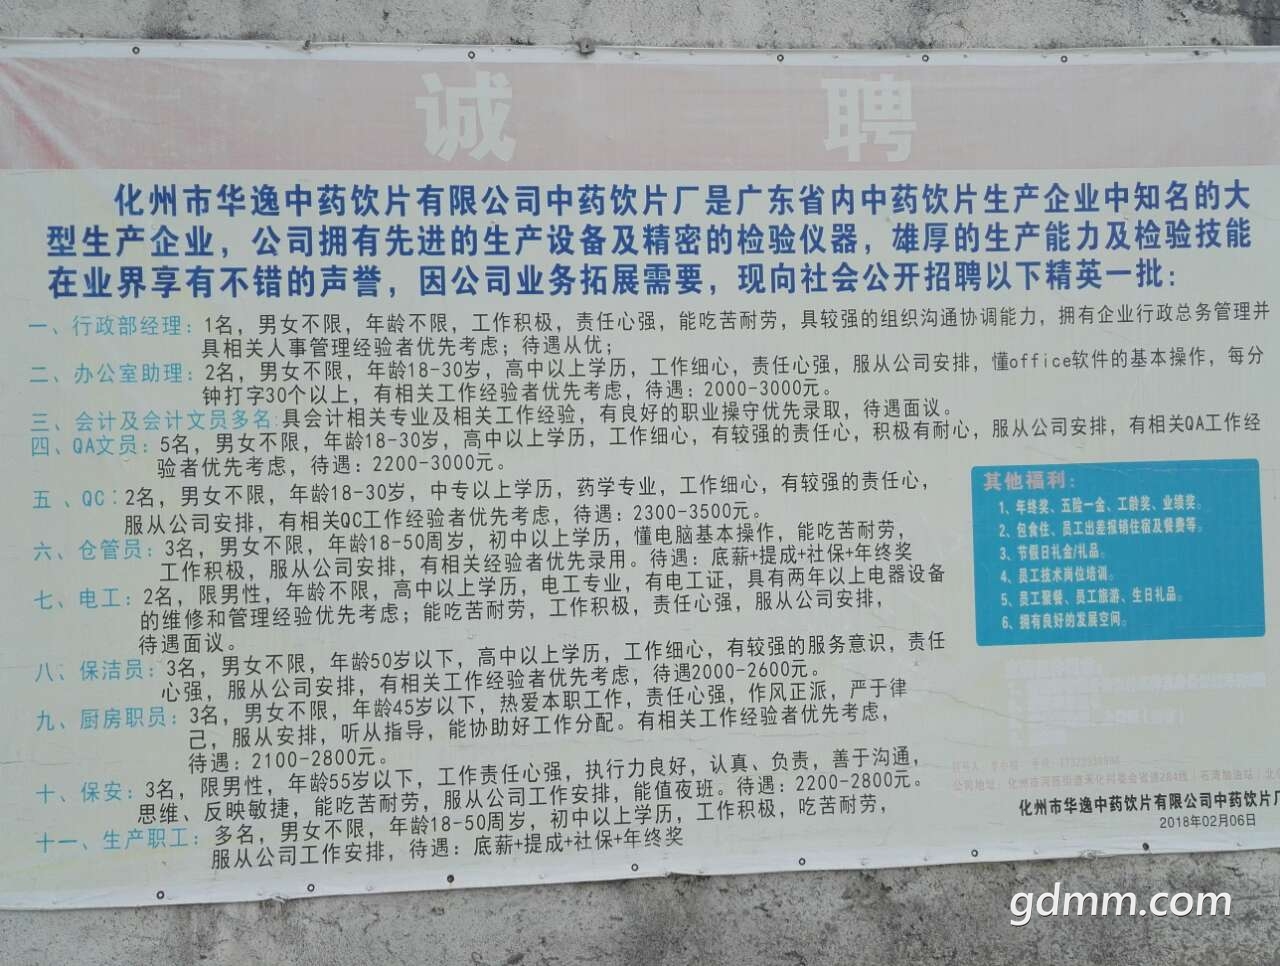 诚 聘
化州市华逸中药饮片有限公司中药饮片厂是广东省内中药饮片生产企业中知名的大
型生产企业，公司拥有先进的生产设备及精密的检验仪器，雄厚的生产能力及检验技能
在业界享有不错的声誉，因公司业务拓展需要，现向社会公开招聘以下精英一批：
一、行政部经理：1名，男女不限，年龄不限，工作积极，责任心强，能吃苦耐劳，具较强的组织沟通协调能力，拥有企业行政总务管理并
具相关人事管理经验者优先考虑；待遇从优；
二、办公室助理：2名，男女不限，年龄18-30岁，高中以上学历，工作细心，责任心强，服从公司安排，懂office软件的基本操作，每分
钟打字30个以上，有相关工作经验者优先考虑，待遇：2000-3000元。
三、会计及会计文员多名：具会计相关专业及相关工作经验，有良好的职业操守优先录取，待遇面议。
四、QA文员：5名，男女不限，年龄18-30岁，高中以上学历，工作细心，有较强的责任心，积极有耐心，服从公司安排，有相关QA工作经
验者优先考虑，待遇：2200-3000元。
五、QC：2名，男女不限，年龄18-30岁，中专以上学历，药学专业，工作细心，有较强的责任心，
服从公司安排，有相关QC工作经验者优先考虑，待遇：2300-3500元。
六、仓管员：3名，男女不限，年龄18-50周岁，初中以上学历，懂电脑基本操作，能吃苦耐劳，
工作积极，服从公司安排，有相关经验者优先录用。待遇：底薪+提成+社保+年终奖
七、电工：2名，限男性，年龄不限，高中以上学历，电工专业，有电工证，具有两年以上电器设备
的维修和管理经验优先考虑；能吃苦耐劳，工作积极，责任心强，服从公司安排，
待遇面议。
八、保洁员：3名，男女不限，年龄50岁以下，高中以上学历，工作细心，有较强的服务意识，责任
心强，服从公司安排，有相关工作经验者优先考虑，待遇2000-2600元。
九、厨房职员：3名，男女不限，年龄45岁以下，热爱本职工作，责任心强，作风正派，严于律
己，服从安排，听从指导，能协助好工作分配。有相关工作经验者优先考虑，
待遇：2100-2800元。
十、保安：3名，限男性，年龄55岁以下，工作责任心强，执行力良好，认真、负责，善于沟通，
思维、反映敏捷，能吃苦耐劳，服从公司工作安排，能值夜班。待遇：2200-2800元。
十一、生产职工：多名，男女不限，年龄18-50周岁，初中以上学历，工作积极，吃苦耐劳，
服从公司工作安排，待遇：底薪+提成+社保+年终奖
其他福利：
1、年终奖、五险一金、工龄奖、业绩奖。
2、包食住、员工出差报销住宿及餐费等。
3、节假日礼金/礼品。
4、员工技术岗位培训。
5、员工聚餐、员工旅游、生日礼品。
6、拥有良好的发展空间。
公司地址：化州市河西街道禾化村委会省道284线
化州市华逸中药饮片有限公司中药饮片厂
2018年02月06日
gdmm.com